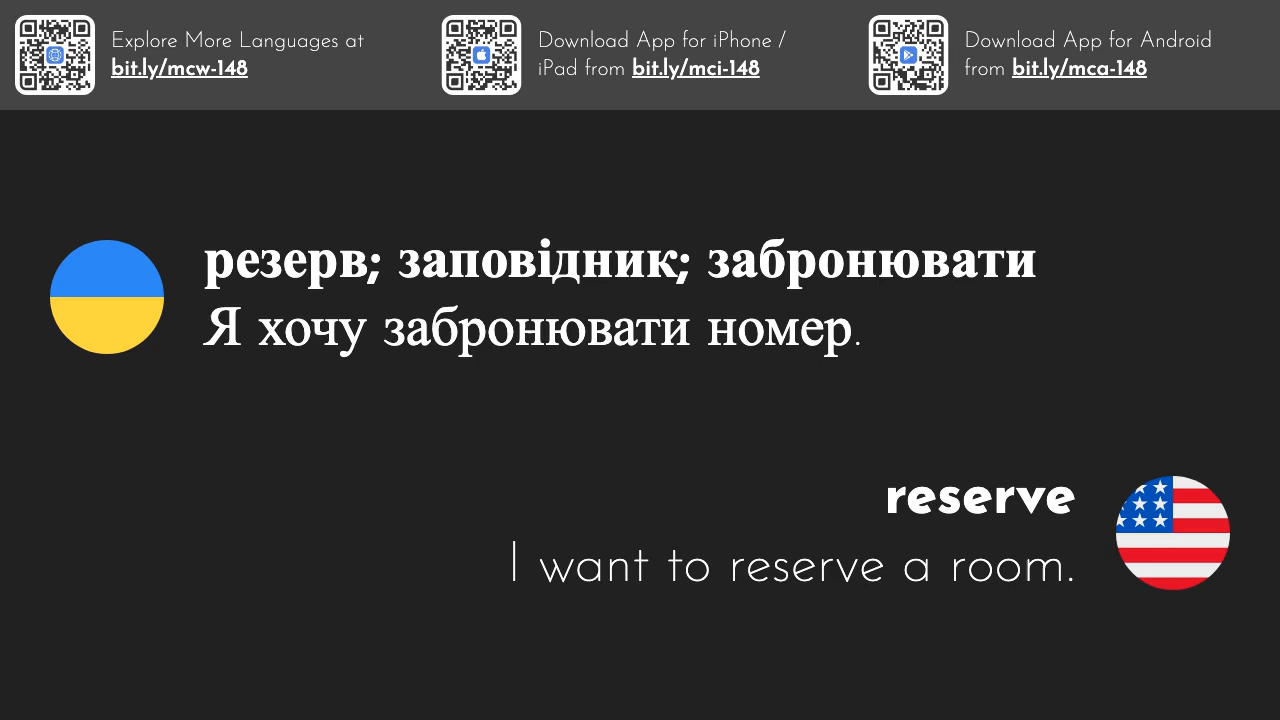 Explore More Languages at
bit.ly/mcw-148
Download App for iPhone /
iPad from bit.ly/mci-148
Download App for Android
from bit.ly/mca-148
резерв; заповідник; забронювати
Я хочу забронювати номер.
reserve
I want to reserve a room.